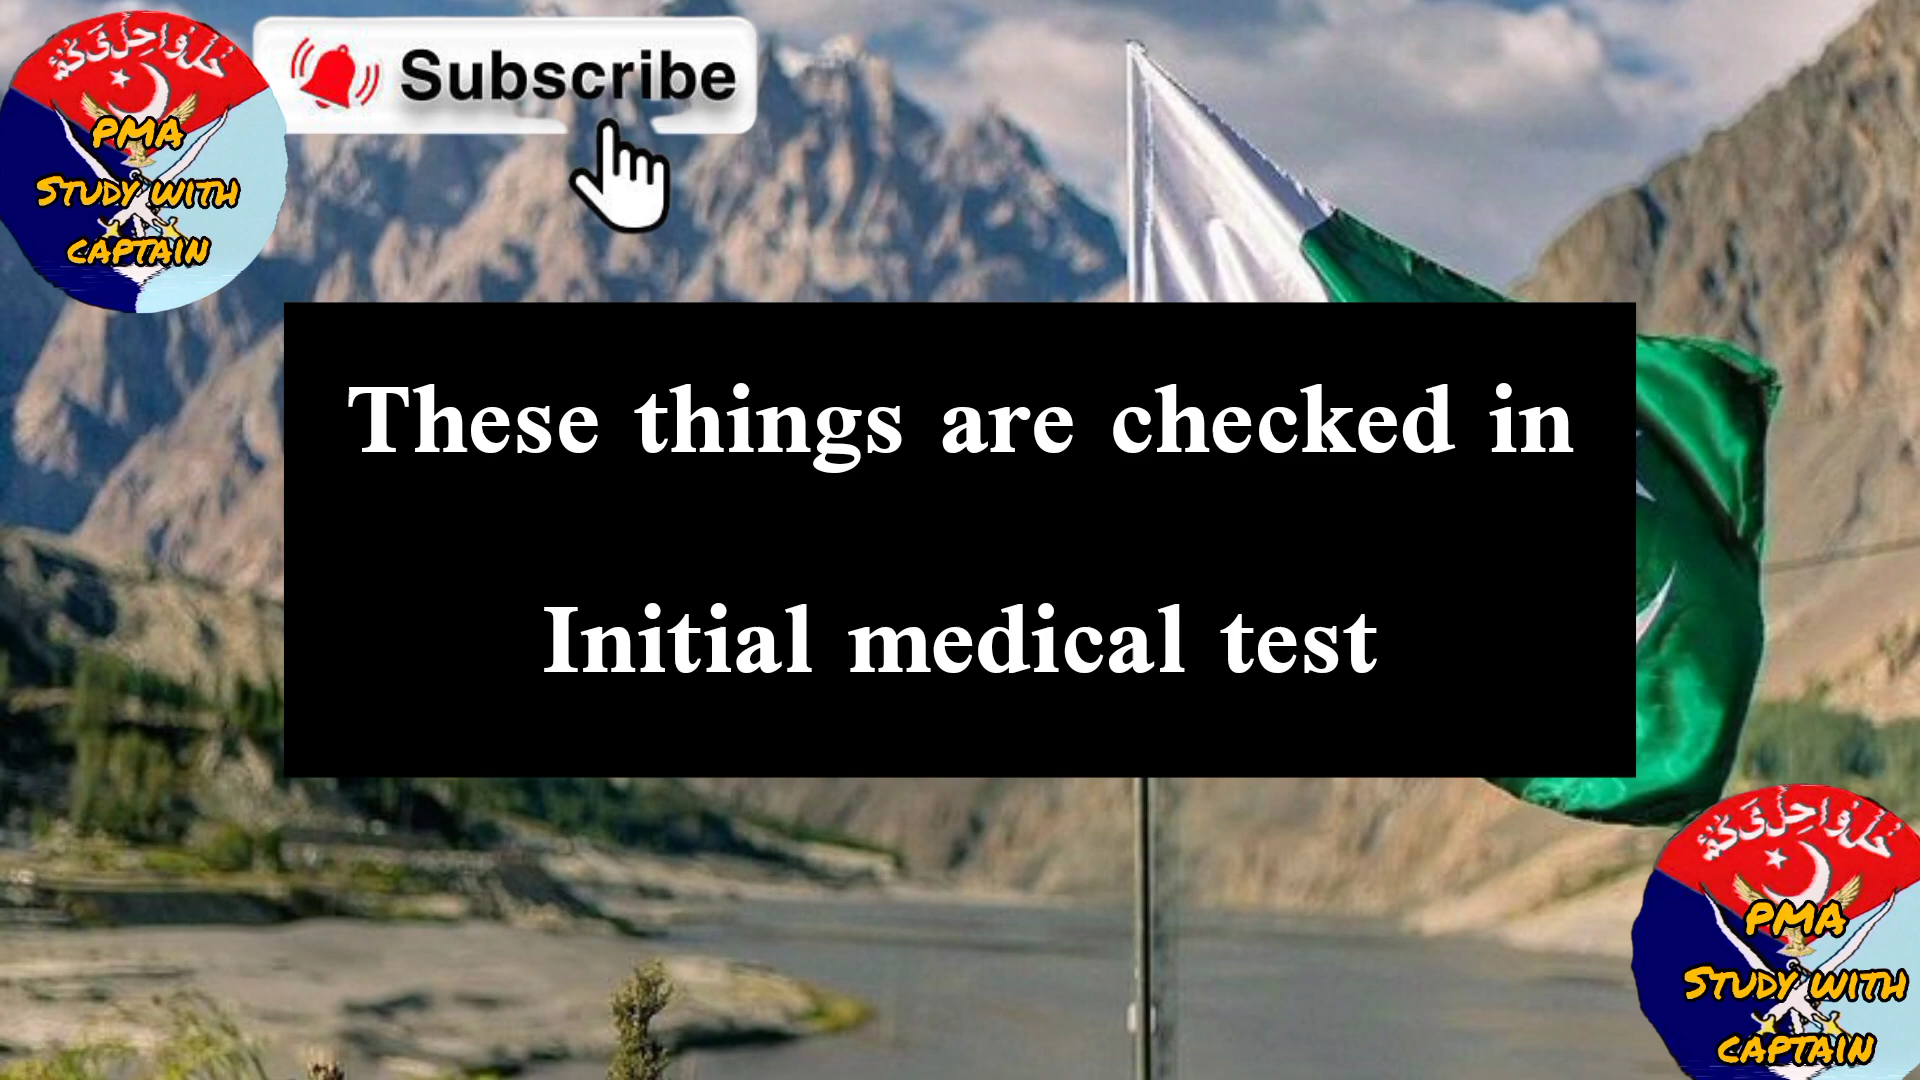 PMA
STUDY WITH
CAPTAIN
Subscribe
These things are checked in
Initial medical test
PMA
STUDY WITH
CAPTAIN